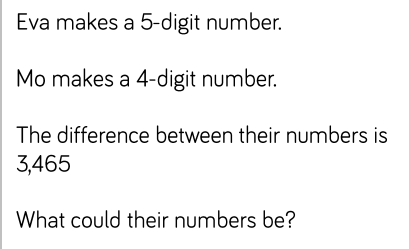 Eva makes a 5-digit number.
Mo makes a 4-digit number.
The difference between their numbers is
3,465
What could their numbers be?